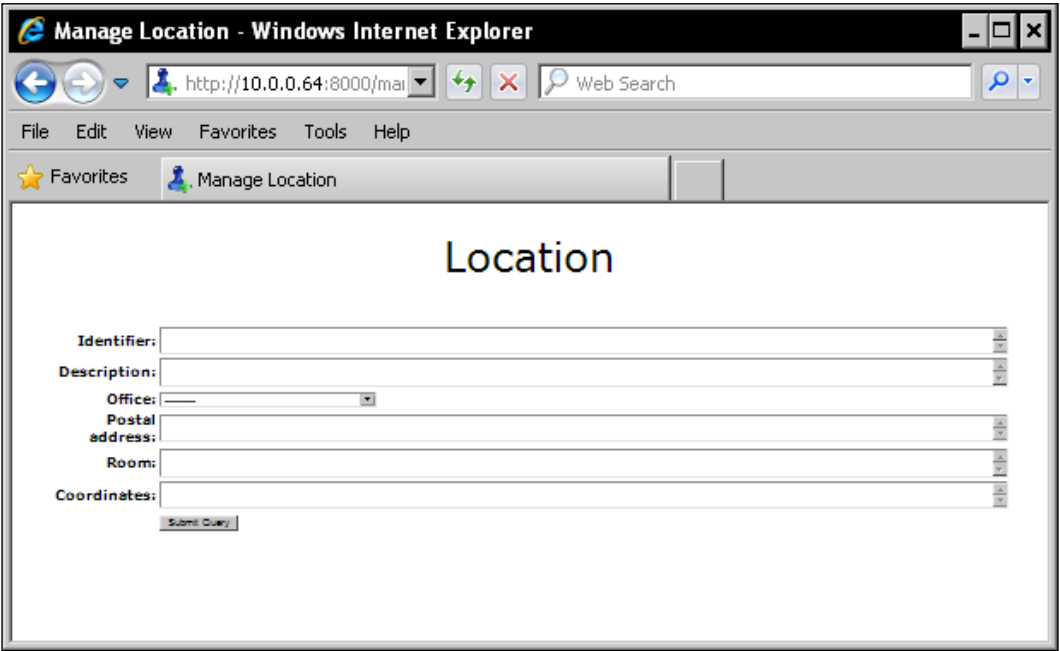 Manage Location - Windows Internet Explorer
http://10.0.0.64:8000/mai
Web Search
File Edit View Favorites Tools Help
Favorites
Manage Location
Location
Identifier:
Description:
Office: ---------
Postal
address:
Room:
Coordinates:
Submit Query